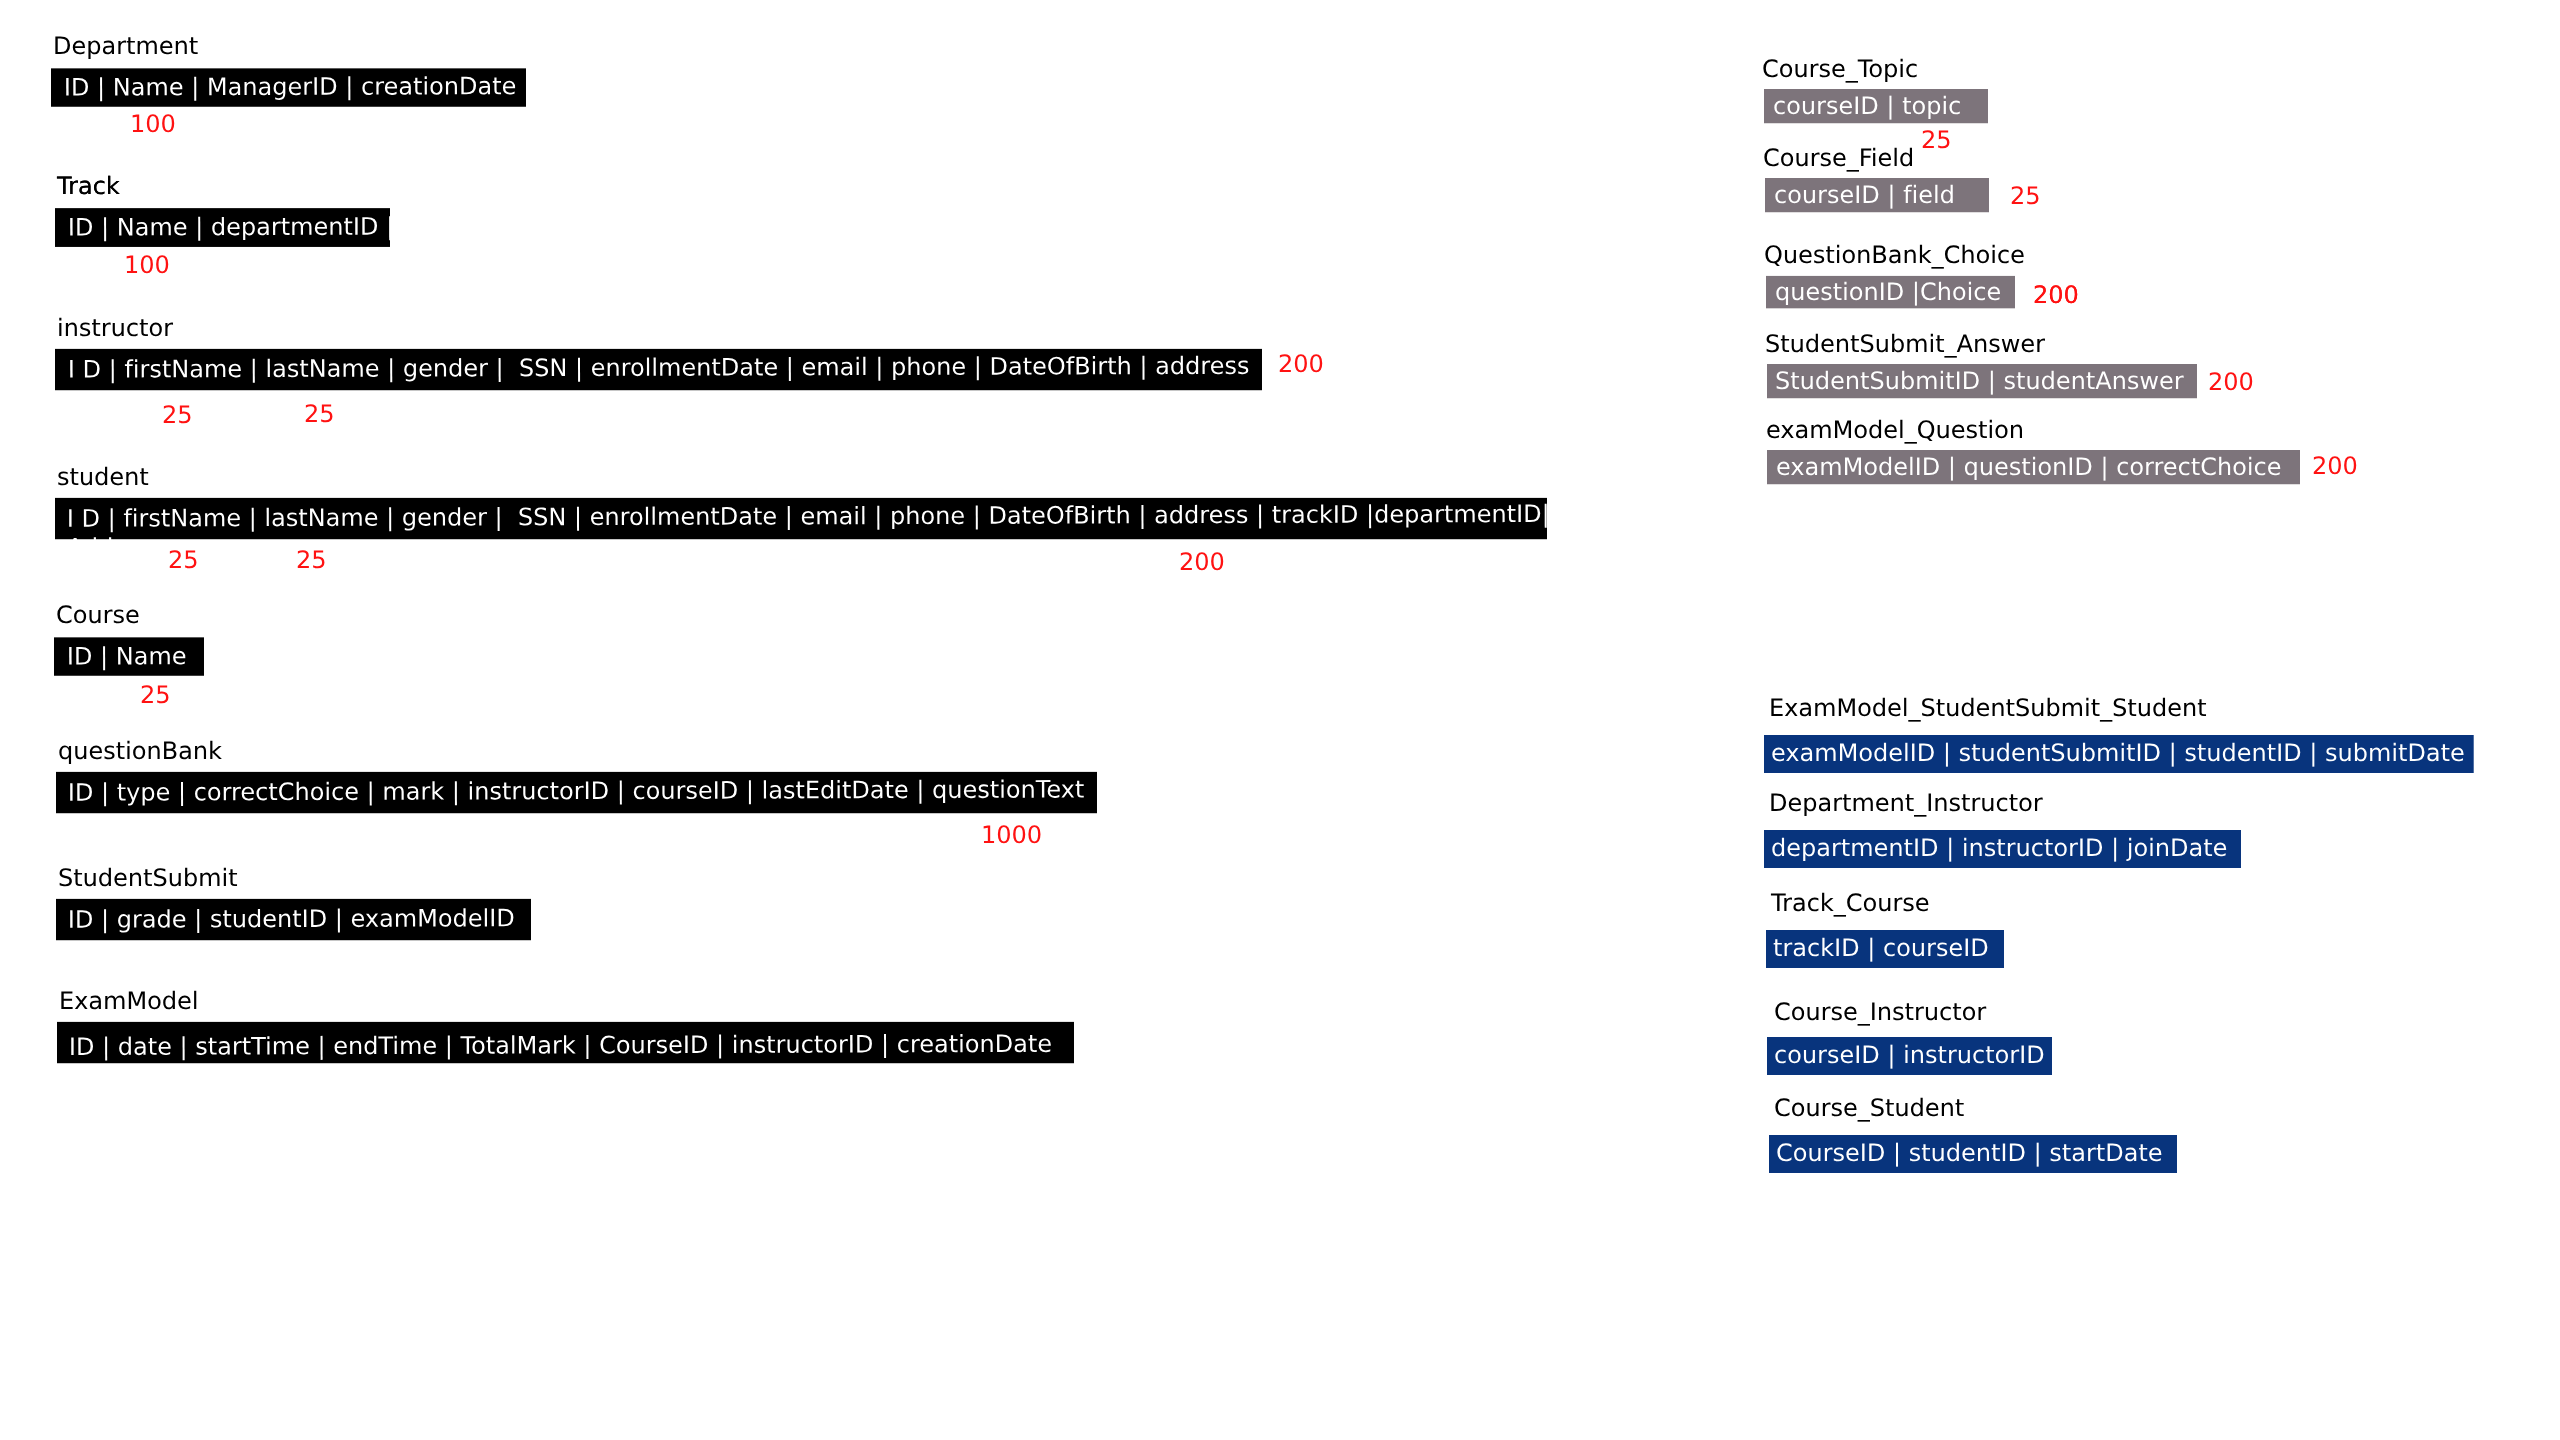 Department
ID | Name | ManagerID | creationDate
100
Track
ID | Name | departmentID
100
instructor
I D | firstName | lastName | gender |  SSN | enrollmentDate | email | phone | DateOfBirth | address
200
25
25
student
I D | firstName | lastName | gender |  SSN | enrollmentDate | email | phone | DateOfBirth | address | trackID |departmentID|
25
25
200
Course
ID | Name
25
questionBank
ID | type | correctChoice | mark | instructorID | courseID | lastEditDate | questionText
1000
StudentSubmit
ID | grade | studentID | examModelID
ExamModel
ID | date | startTime | endTime | TotalMark | CourseID | instructorID | creationDate
Course_Topic
courseID | topic
25
Course_Field
courseID | field
25
QuestionBank_Choice
questionID |Choice
200
StudentSubmit_Answer
StudentSubmitID | studentAnswer
200
examModel_Question
examModelID | questionID | correctChoice
200
ExamModel_StudentSubmit_Student
examModelID | studentSubmitID | studentID | submitDate
Department_Instructor
departmentID | instructorID | joinDate
Track_Course
trackID | courseID
Course_Instructor
courseID | instructorID
Course_Student
CourseID | studentID | startDate